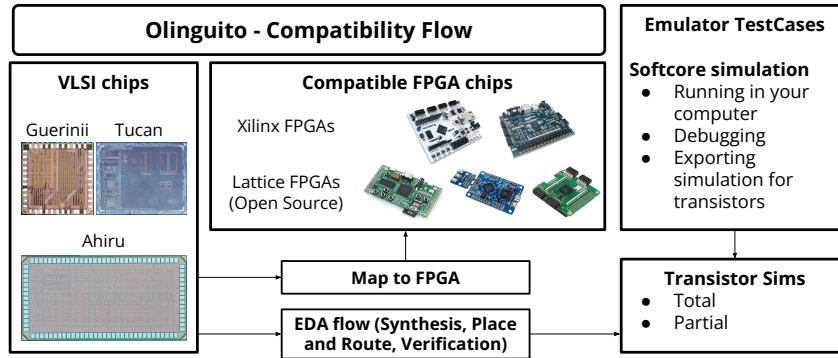 Olinguito - Compatibility Flow
VLSI chips
Guerinii Tucan
Ahiru
Compatible FPGA chips
Xilinx FPGAs
Lattice FPGAs
(Open Source)
Map to FPGA
EDA flow (Synthesis, Place
and Route, Verification)
Emulator TestCases
Softcore simulation
● Running in your
computer
● Debugging
● Exporting
simulation for
transistors
Transistor Sims
● Total
● Partial